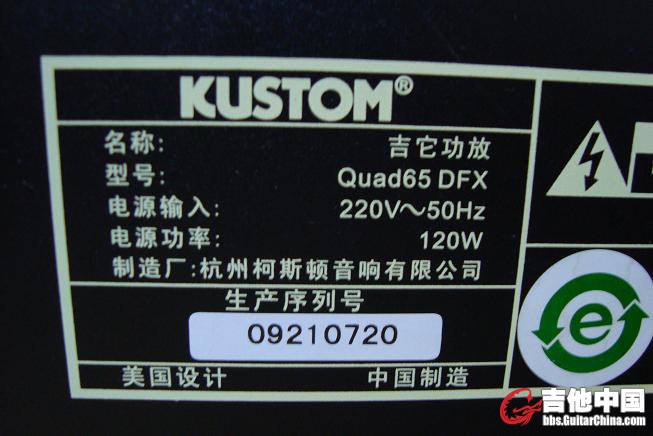 KUSTOM®
名称: 吉它功放
型号: Quad65 DFX
电源输入: 220V～50Hz
电源功率: 120W
制造厂:杭州柯斯顿音响有限公司
生产序列号
09210720
美国设计 中国制造
e
吉他中国
bbs.GuitarChina.com